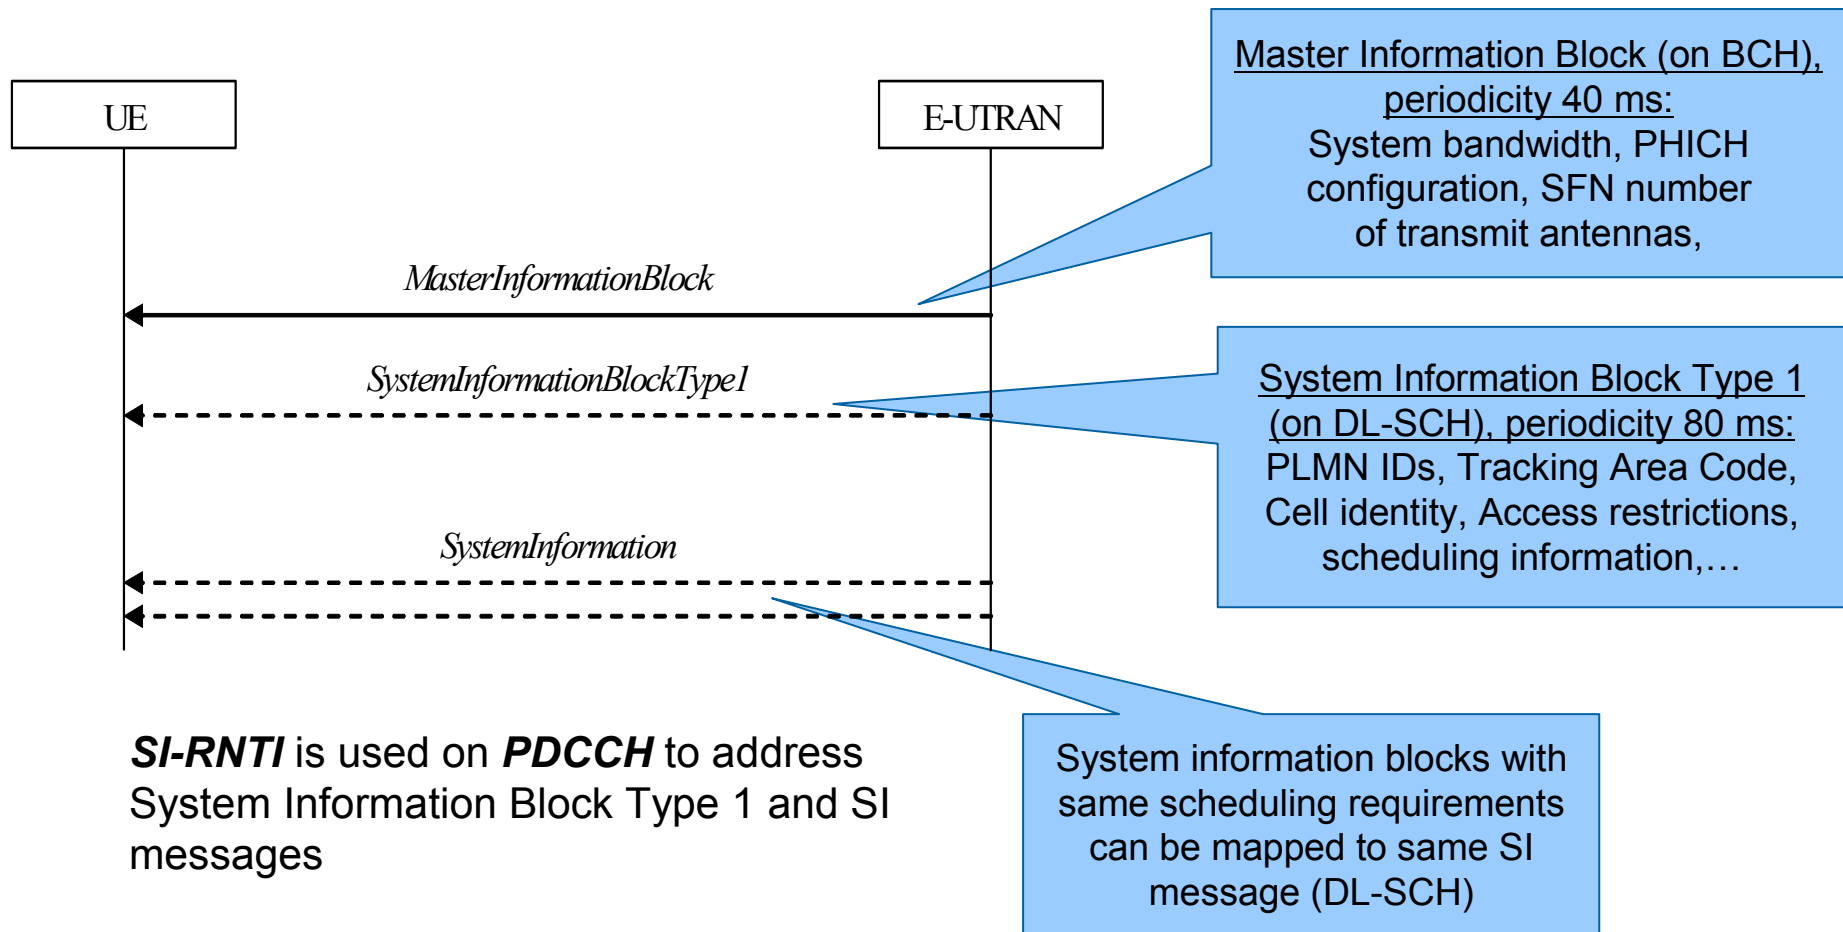 UE
E-UTRAN
Master Information Block (on BCH),
periodicity 40 ms:
System bandwidth, PHICH
configuration, SFN number
of transmit antennas,
MasterInformationBlock
SystemInformationBlockType1
System Information Block Type 1
(on DL-SCH), periodicity 80 ms:
PLMN IDs, Tracking Area Code,
Cell identity, Access restrictions,
scheduling information,…
SystemInformation
SI-RNTI is used on PDCCH to address
System Information Block Type 1 and SI
messages
System information blocks with
same scheduling requirements
can be mapped to same SI
message (DL-SCH)